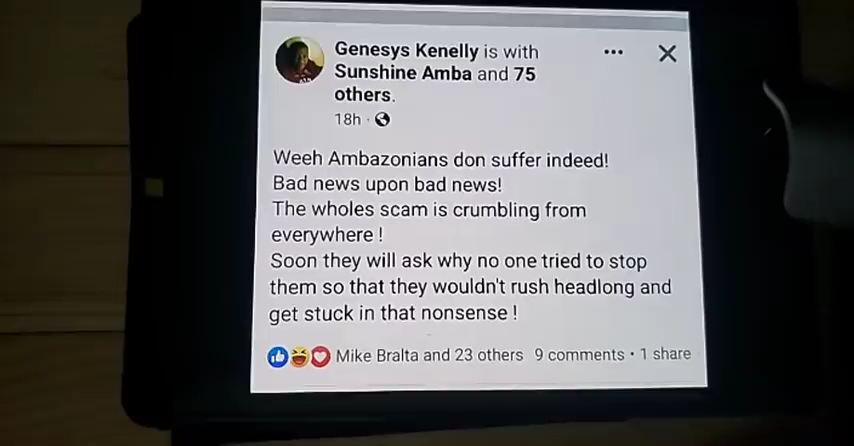 Genesys Kenelly is with
Sunshine Amba and 75
others.
18h ·
Weeh Ambazonians don suffer indeed!
Bad news upon bad news!
The wholes scam is crumbling from
everywhere !
Soon they will ask why no one tried to stop
them so that they wouldn't rush headlong and
get stuck in that nonsense !
Mike Bralta and 23 others 9 comments • 1 share